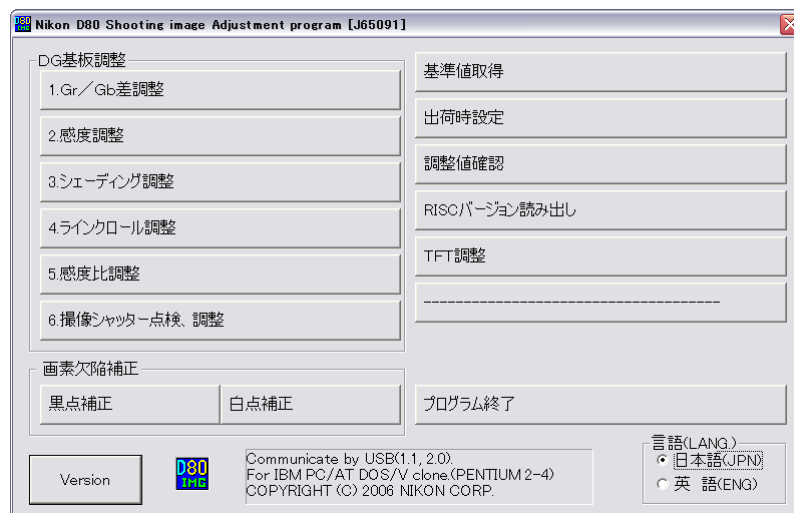 Nikon D80 Shooting image Adjustment program [J65091]
DG基板調整
1.Gr／Gb差調整
2.感度調整
3.シェーディング調整
4.ラインクロール調整
5.感度比調整
6.撮像シャッター点検、調整
基準値取得
出荷時設定
調整値確認
RISCバージョン読み出し
TFT調整
-------------------------------------
画素欠陥補正
黒点補正
白点補正
プログラム終了
Version
D80
IMG
Communicate by USB(1.1, 2.0).
For IBM PC/AT DOS/V clone.(PENTIUM 2-4)
COPYRIGHT (C) 2006 NIKON CORP.
言語(LANG.)
日本語(JPN)
英 語(ENG)